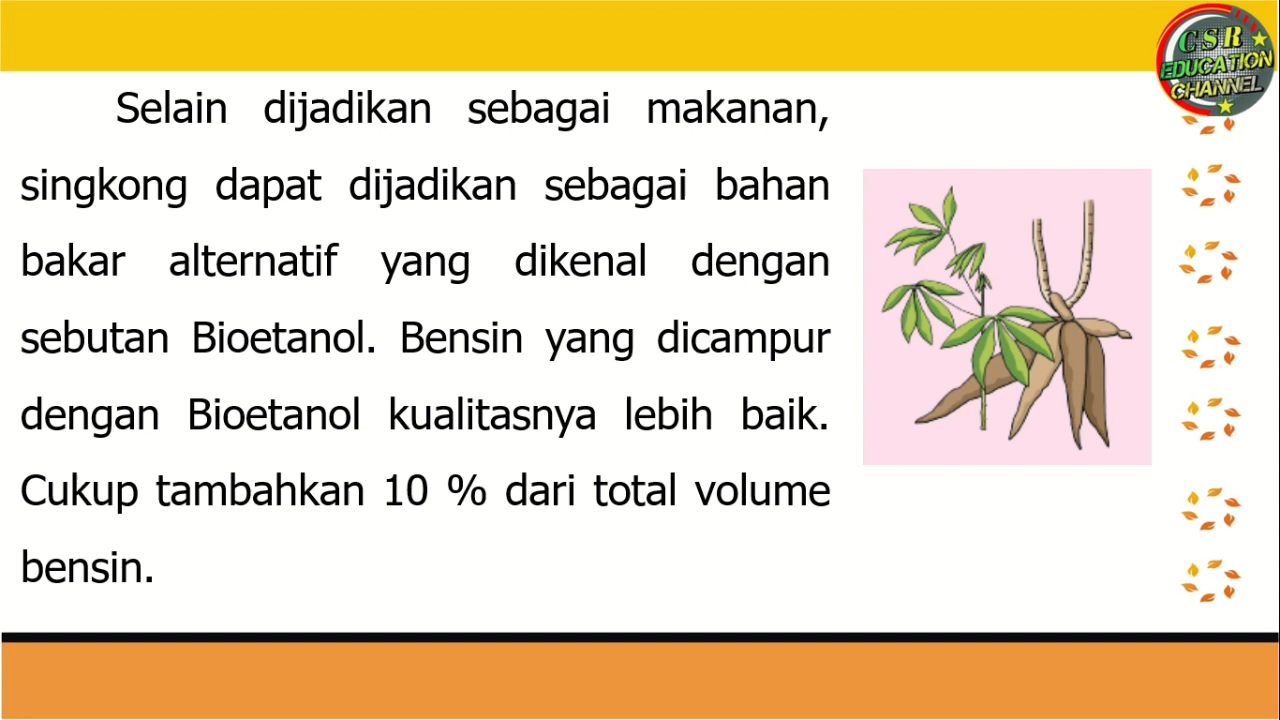 CSR
EDUCATION
CHANNEL
Selain dijadikan sebagai makanan,
singkong dapat dijadikan sebagai bahan
bakar alternatif yang dikenal dengan
sebutan Bioetanol. Bensin yang dicampur
dengan Bioetanol kualitasnya lebih baik.
Cukup tambahkan 10 % dari total volume
bensin.